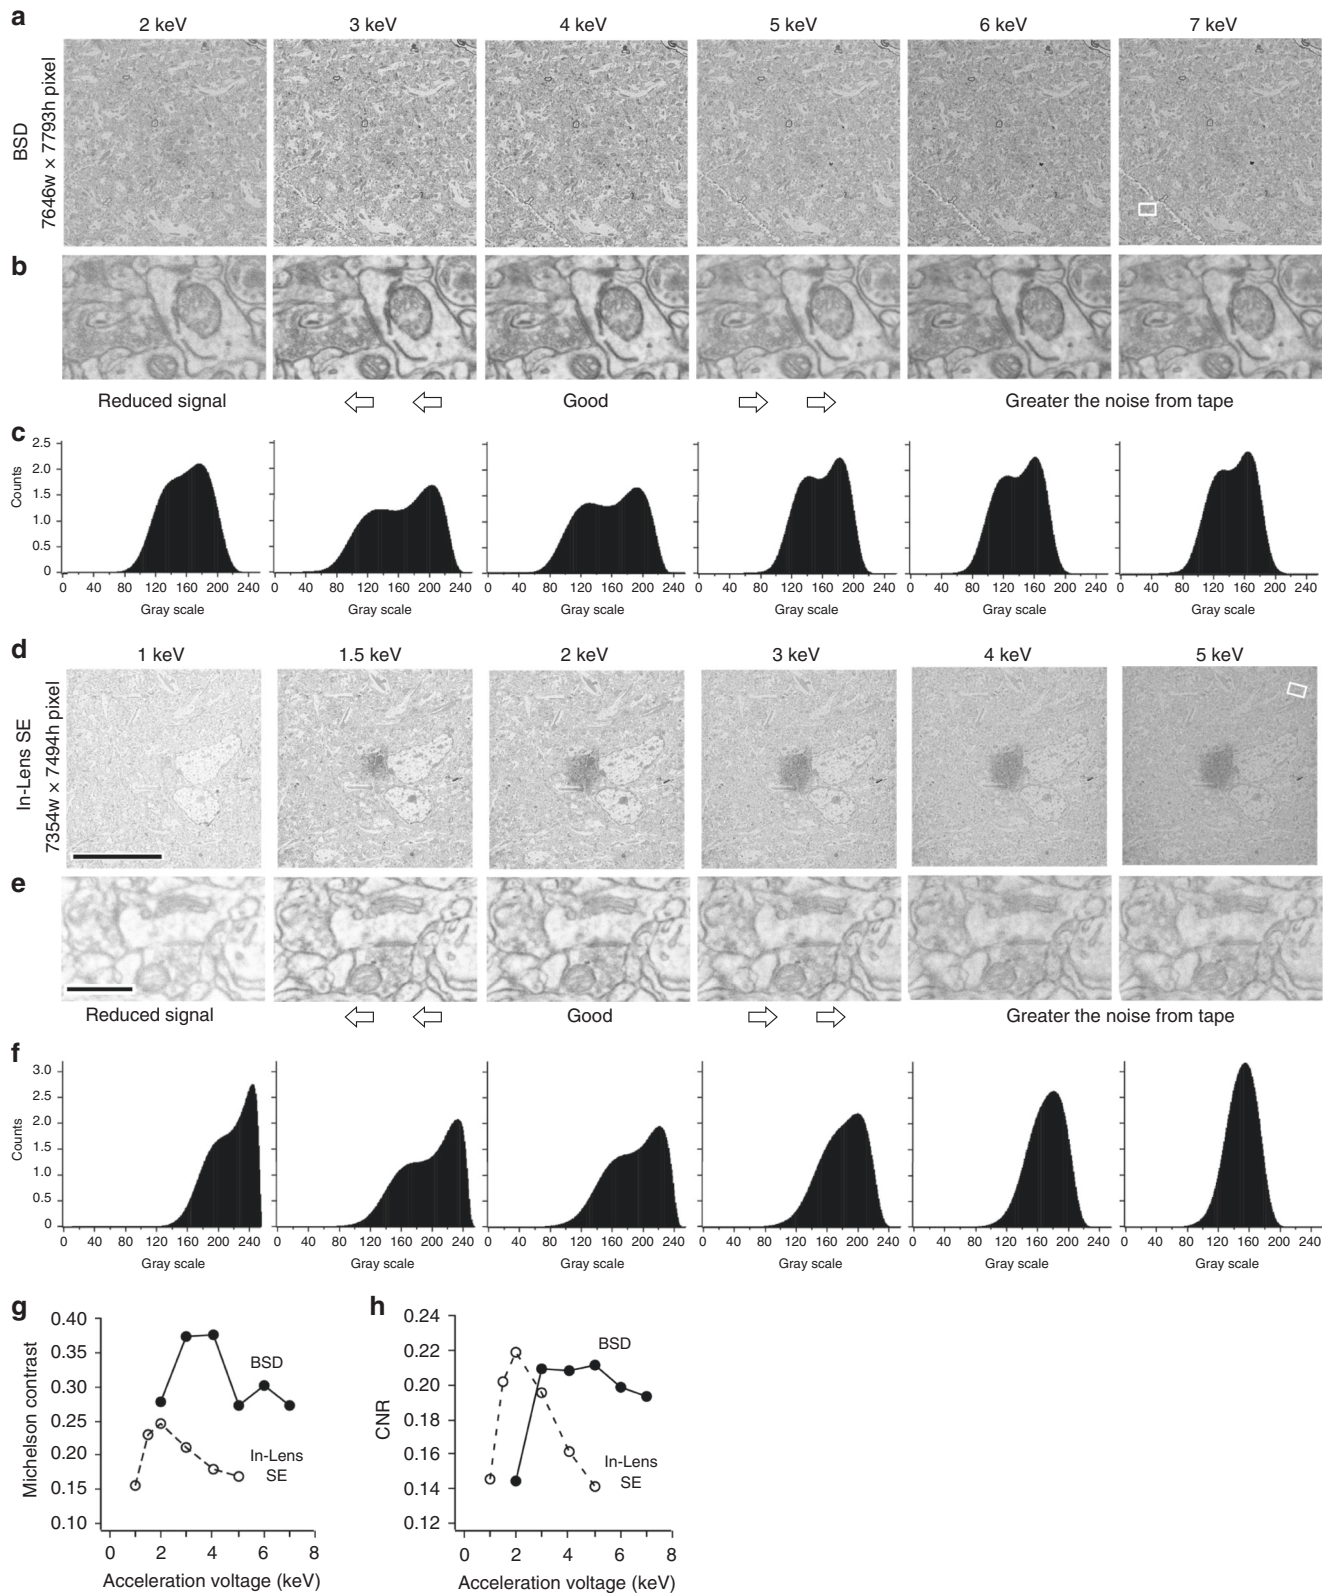 a
2 keV 3 keV 4 keV 5 keV 6 keV 7 keV
BSD
7646w × 7793h pixel
b
Reduced signal Good Greater the noise from tape
c
2.5
2.0
1.5
1.0
0.5
0
Counts
0 40 80 120 160 200 240
0 40 80 120 160 200 240
0 40 80 120 160 200 240
0 40 80 120 160 200 240
0 40 80 120 160 200 240
0 40 80 120 160 200 240
Gray scale Gray scale Gray scale Gray scale Gray scale Gray scale
d
1 keV 1.5 keV 2 keV 3 keV 4 keV 5 keV
In-Lens SE
7354w × 7494h pixel
e
Reduced signal Good Greater the noise from tape
f
3.0
2.5
2.0
1.5
1.0
0.5
0
Counts
0 40 80 120 160 200 240
0 40 80 120 160 200 240
0 40 80 120 160 200 240
0 40 80 120 160 200 240
0 40 80 120 160 200 240
0 40 80 120 160 200 240
Gray scale Gray scale Gray scale Gray scale Gray scale Gray scale
g
0.40
0.35
0.30
0.25
0.20
0.15
0.10
Michelson contrast
BSD
In-Lens
SE
0 2 4 6 8
Acceleration voltage (keV)
h
0.24
0.22
0.20
0.18
0.16
0.14
0.12
CNR
BSD
In-Lens
SE
0 2 4 6 8
Acceleration voltage (keV)